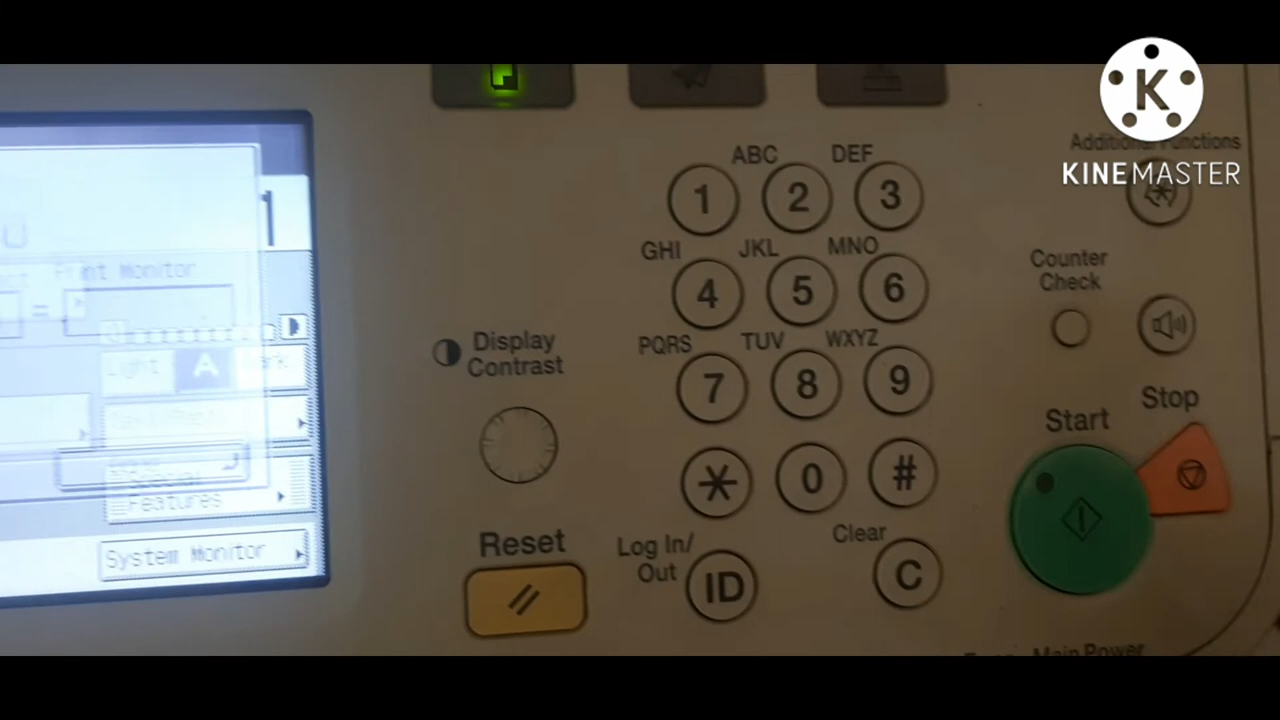 K
KINEMASTER
Additional Functions
1
Print Monitor
=
Light
A
Special
Features
System Monitor
Display
Contrast
Reset
ABC
DEF
1
2
3
GHI
JKL
MNO
4
5
6
PQRS
TUV
WXYZ
7
8
9
*
0
#
Log In/
Out
ID
Clear
C
Counter
Check
Start
Stop
Main Power